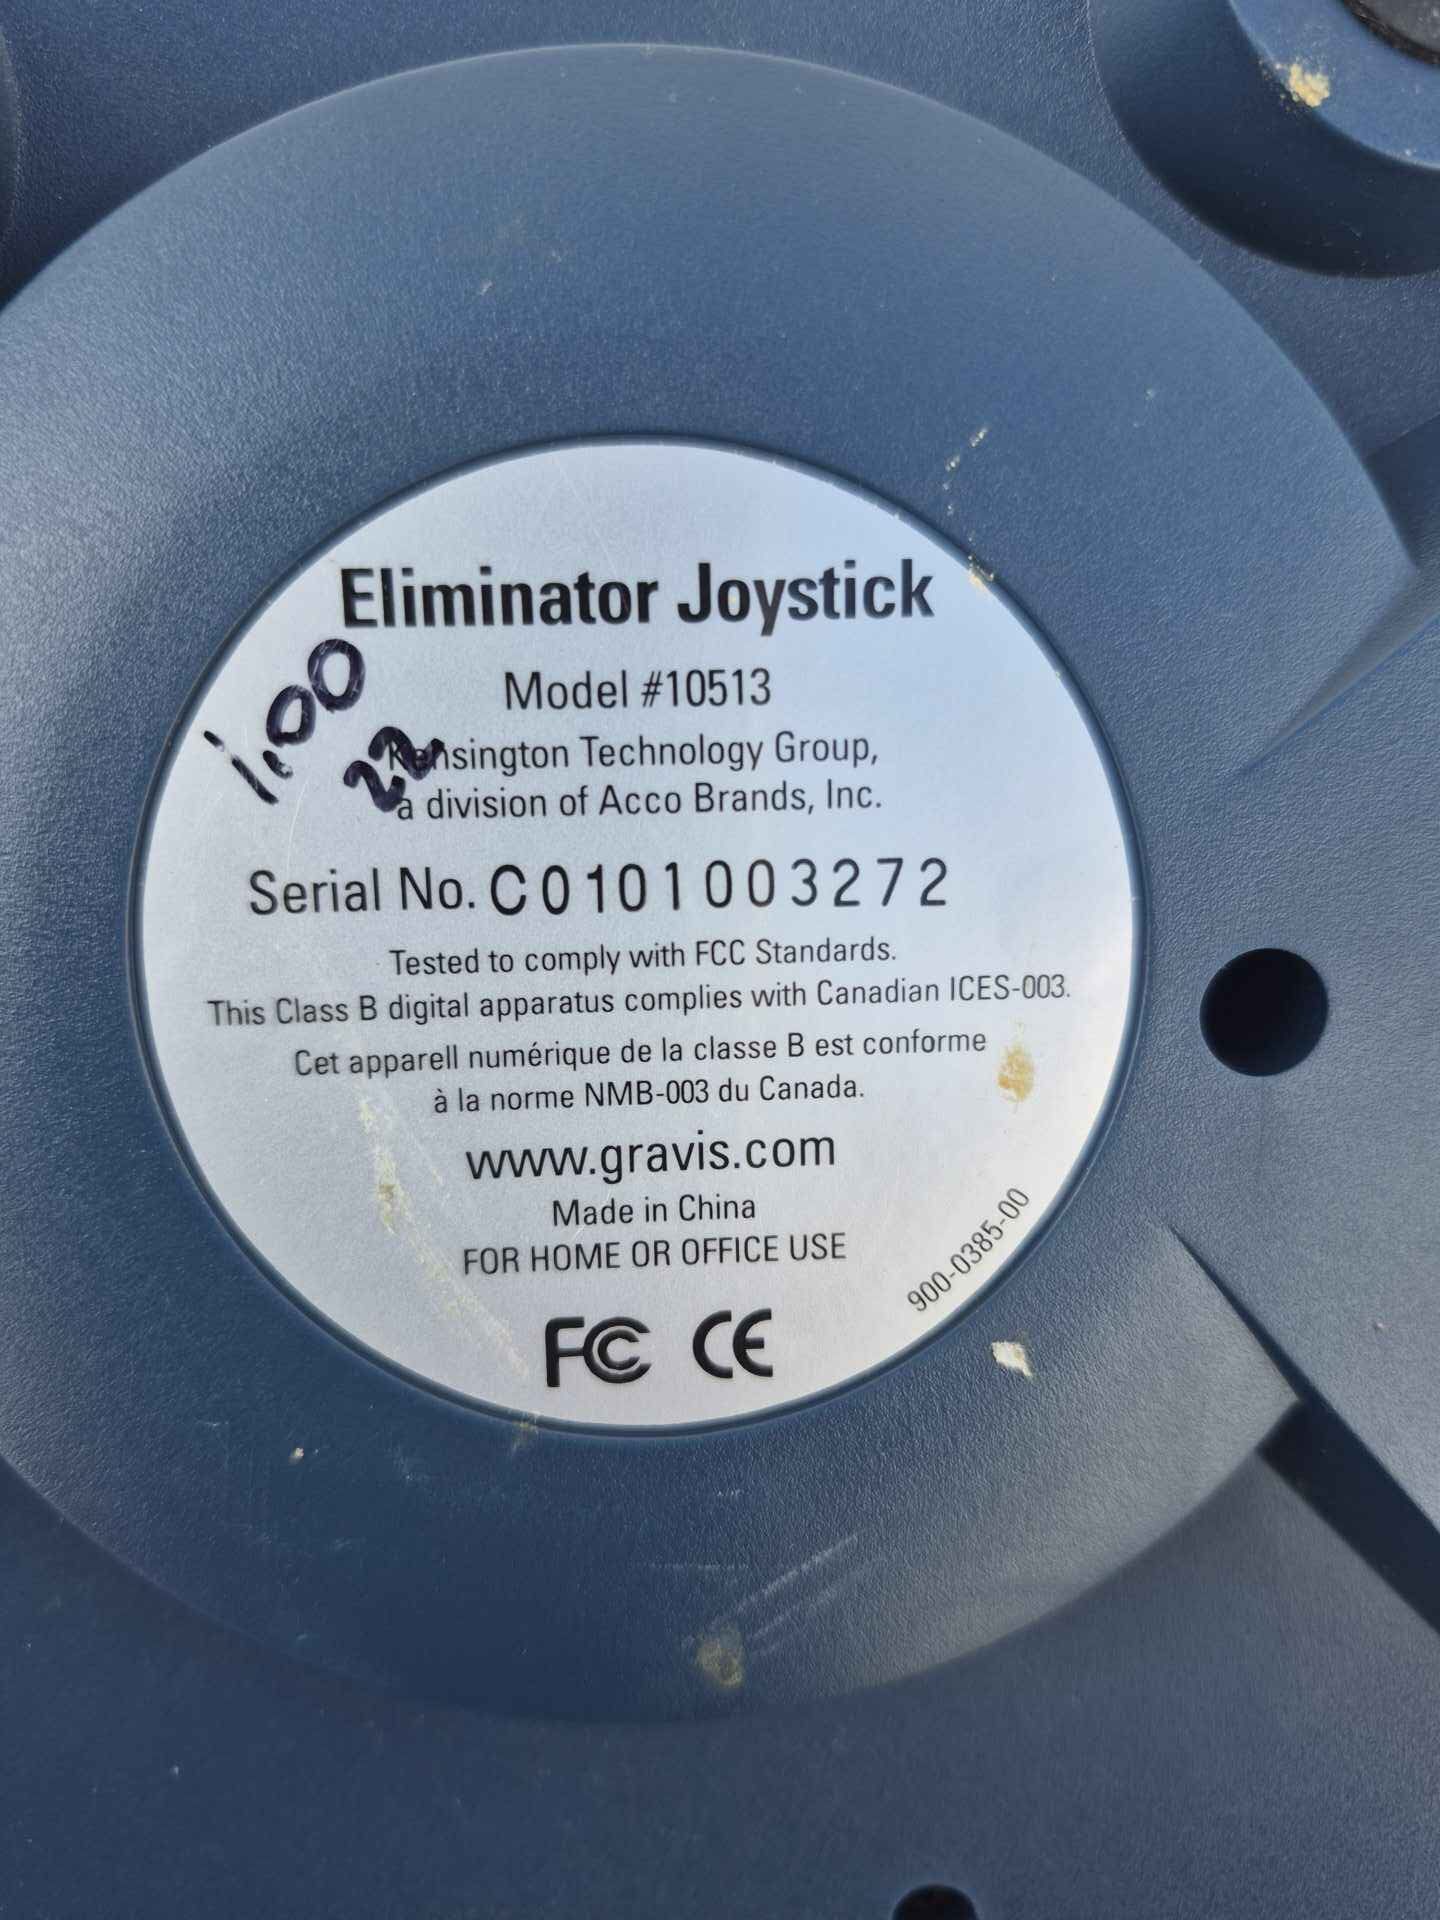 Eliminator Joystick
1,00
Model #10513
22
Kensington Technology Group,
a division of Acco Brands, Inc.
Serial No. C0101003272
Tested to comply with FCC Standards.
This Class B digital apparatus complies with Canadian ICES-003.
Cet apparell numérique de la classe B est conforme
à la norme NMB-003 du Canada.
www.gravis.com
Made in China
FOR HOME OR OFFICE USE
900-0385-00
FC CE